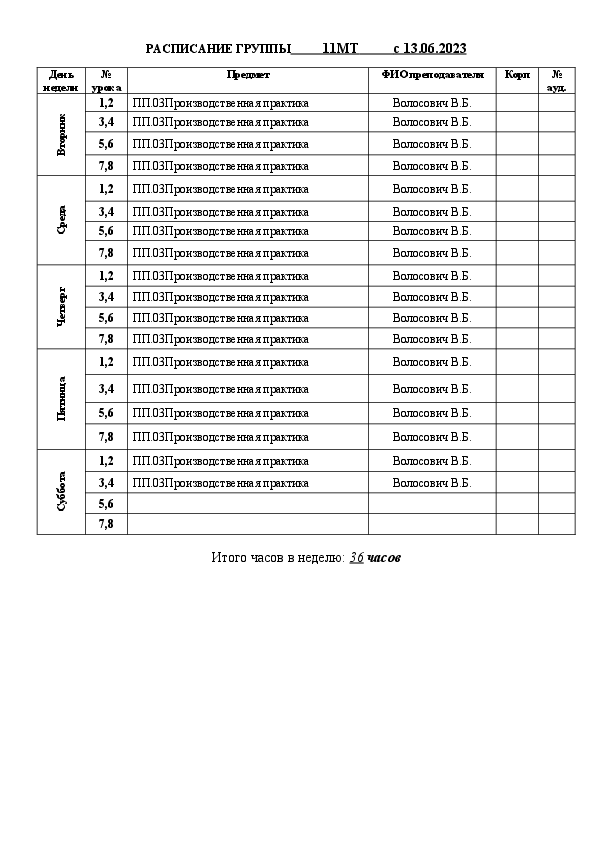 РАСПИСАНИЕ ГРУППЫ 11МТ с 13.06.2023
День недели № урока Предмет ФИО преподавателя Корп № ауд.
Вторник
1,2 ПП.03Производственная практика Волосович В.Б.
3,4 ПП.03Производственная практика Волосович В.Б.
5,6 ПП.03Производственная практика Волосович В.Б.
7,8 ПП.03Производственная практика Волосович В.Б.
Среда
1,2 ПП.03Производственная практика Волосович В.Б.
3,4 ПП.03Производственная практика Волосович В.Б.
5,6 ПП.03Производственная практика Волосович В.Б.
7,8 ПП.03Производственная практика Волосович В.Б.
Четверг
1,2 ПП.03Производственная практика Волосович В.Б.
3,4 ПП.03Производственная практика Волосович В.Б.
5,6 ПП.03Производственная практика Волосович В.Б.
7,8 ПП.03Производственная практика Волосович В.Б.
Пятница
1,2 ПП.03Производственная практика Волосович В.Б.
3,4 ПП.03Производственная практика Волосович В.Б.
5,6 ПП.03Производственная практика Волосович В.Б.
7,8 ПП.03Производственная практика Волосович В.Б.
Суббота
1,2 ПП.03Производственная практика Волосович В.Б.
3,4 ПП.03Производственная практика Волосович В.Б.
5,6
7,8
Итого часов в неделю: 36 часов